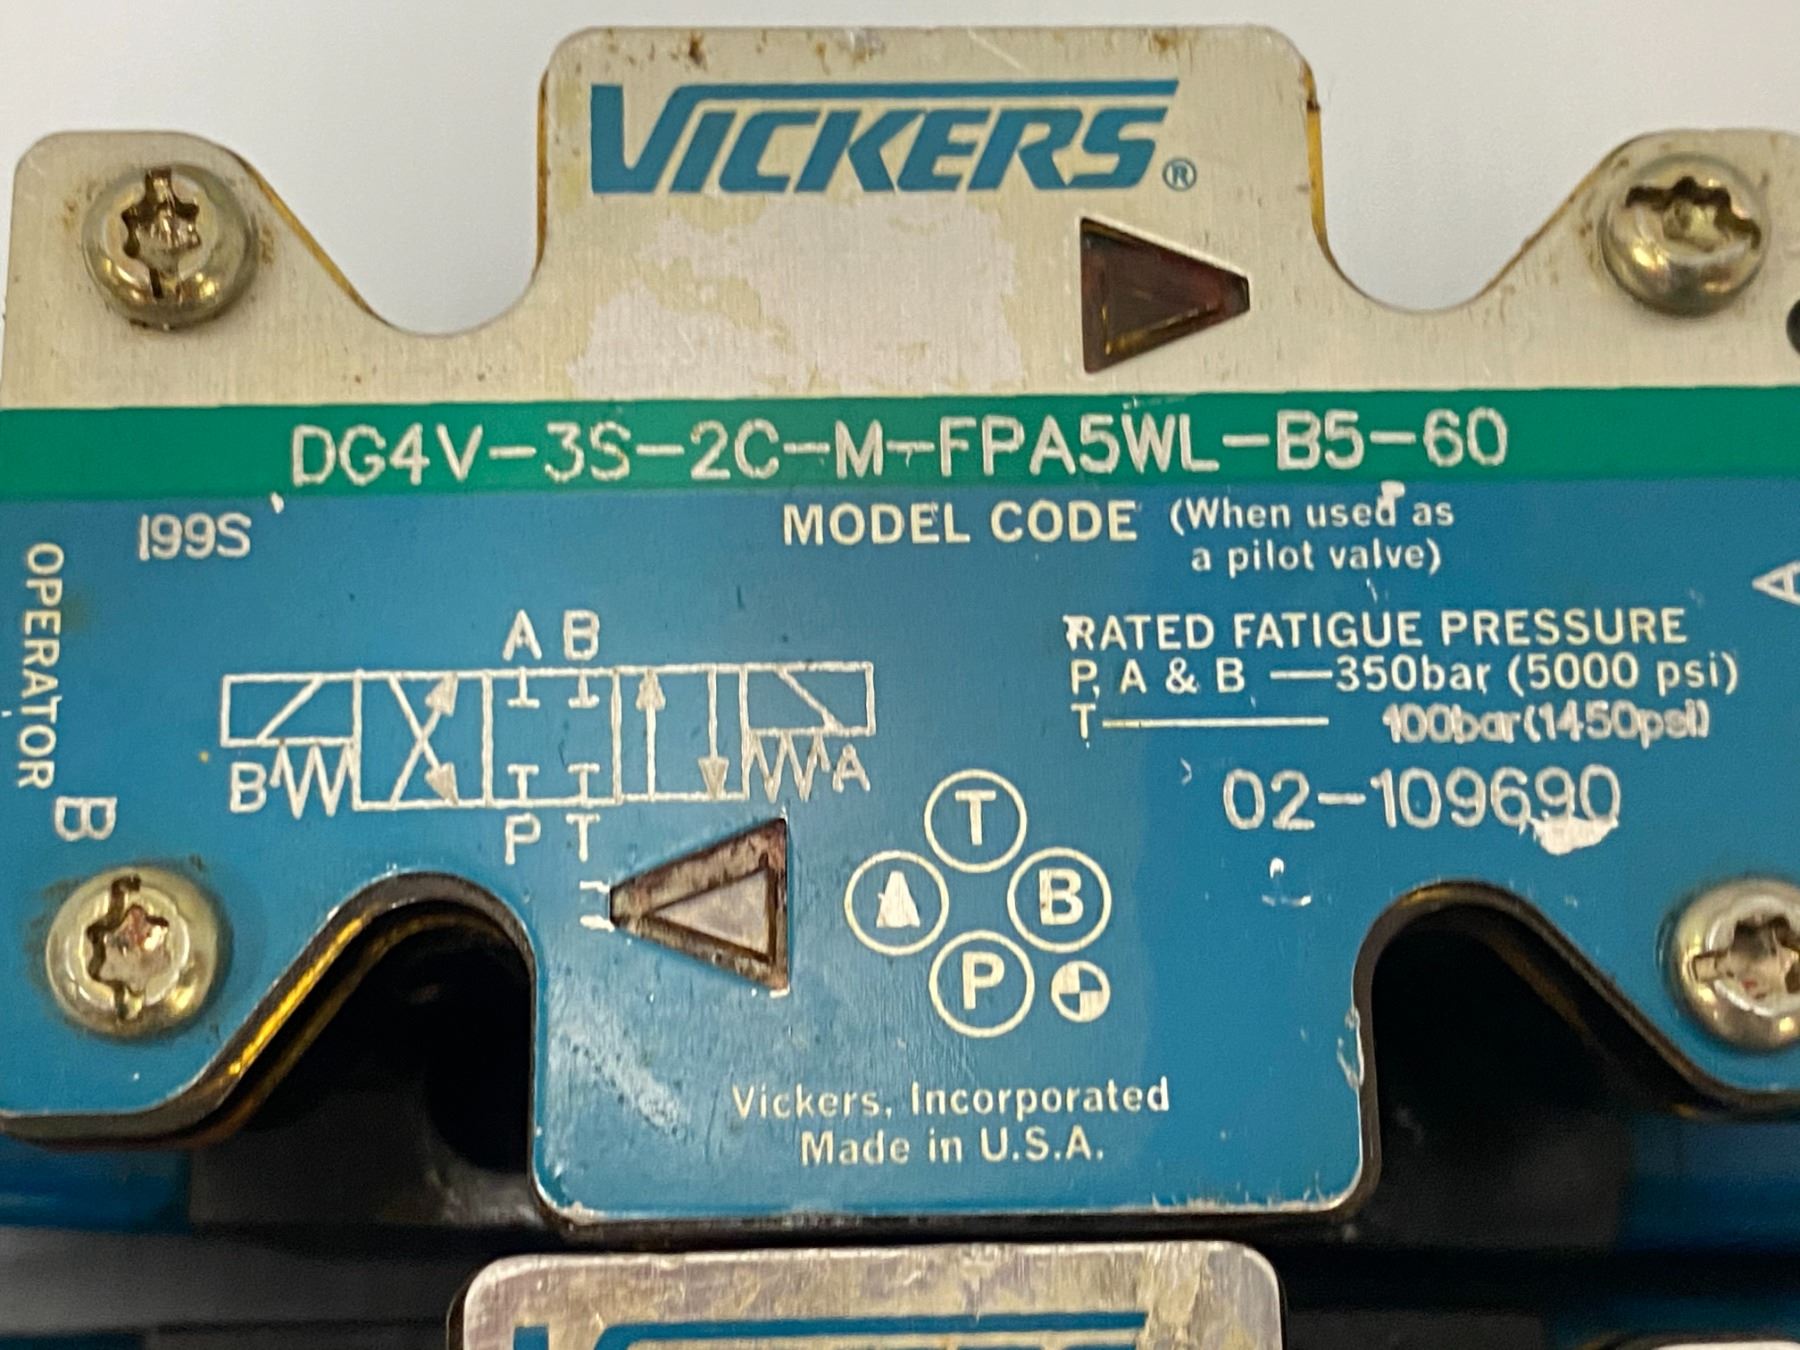 VICKERS®
DG4V-3S-2C-M-FPA5WL-B5-60
199S
MODEL CODE (When used as
a pilot valve)
OPERATOR B
A
A B
B A
P T
RATED FATIGUE PRESSURE
P, A & B —350bar (5000 psi)
T— 100bar(1450psi)
02-109690
T
A B
P
Vickers, Incorporated
Made in U.S.A.